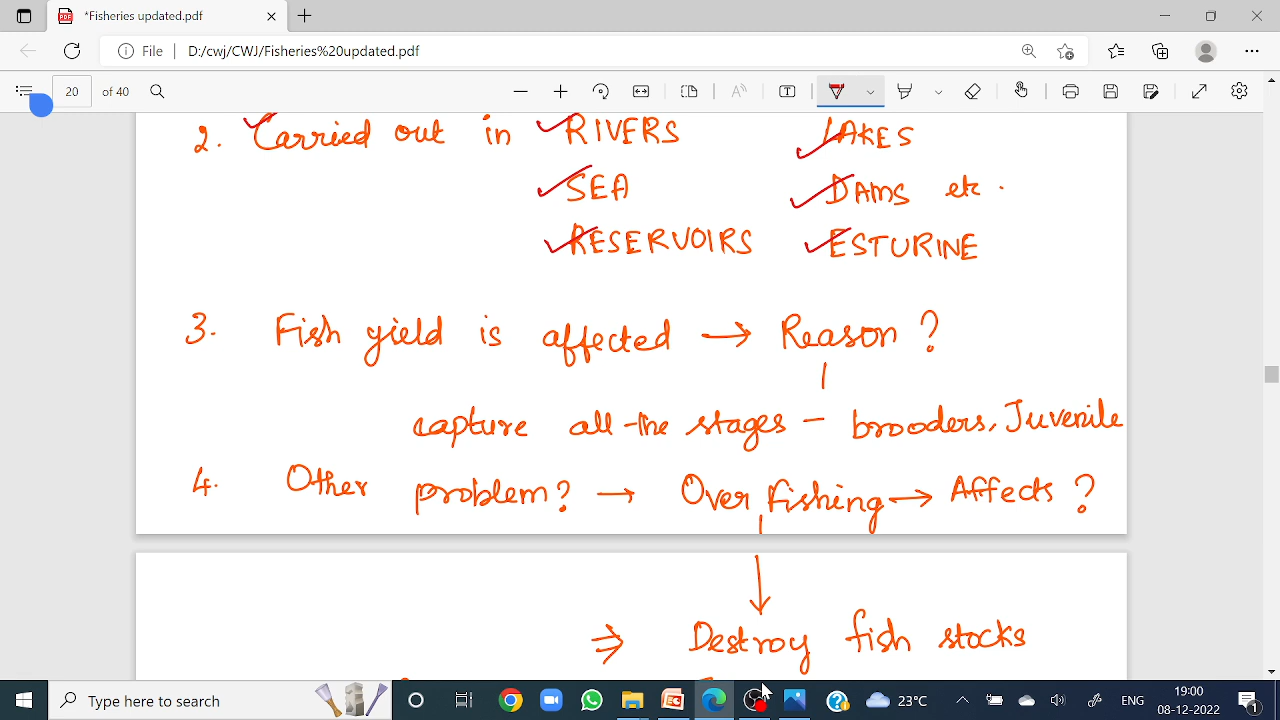 *Fisheries updated.pdf
File D:/cwj/CWJ/Fisheries%20updated.pdf
20 of 40
2. Carried out in RIVERS LAKES
SEA DAMS etc.
RESERVOIRS ESTURINE
3. Fish yield is affected → Reason ?
capture all the stages - brooders, Juvenile
4. Other problem? → Over fishing → Affects ?
⇒ Destroy fish stocks
Type here to search 23°C ENG 19:00
08-12-2022